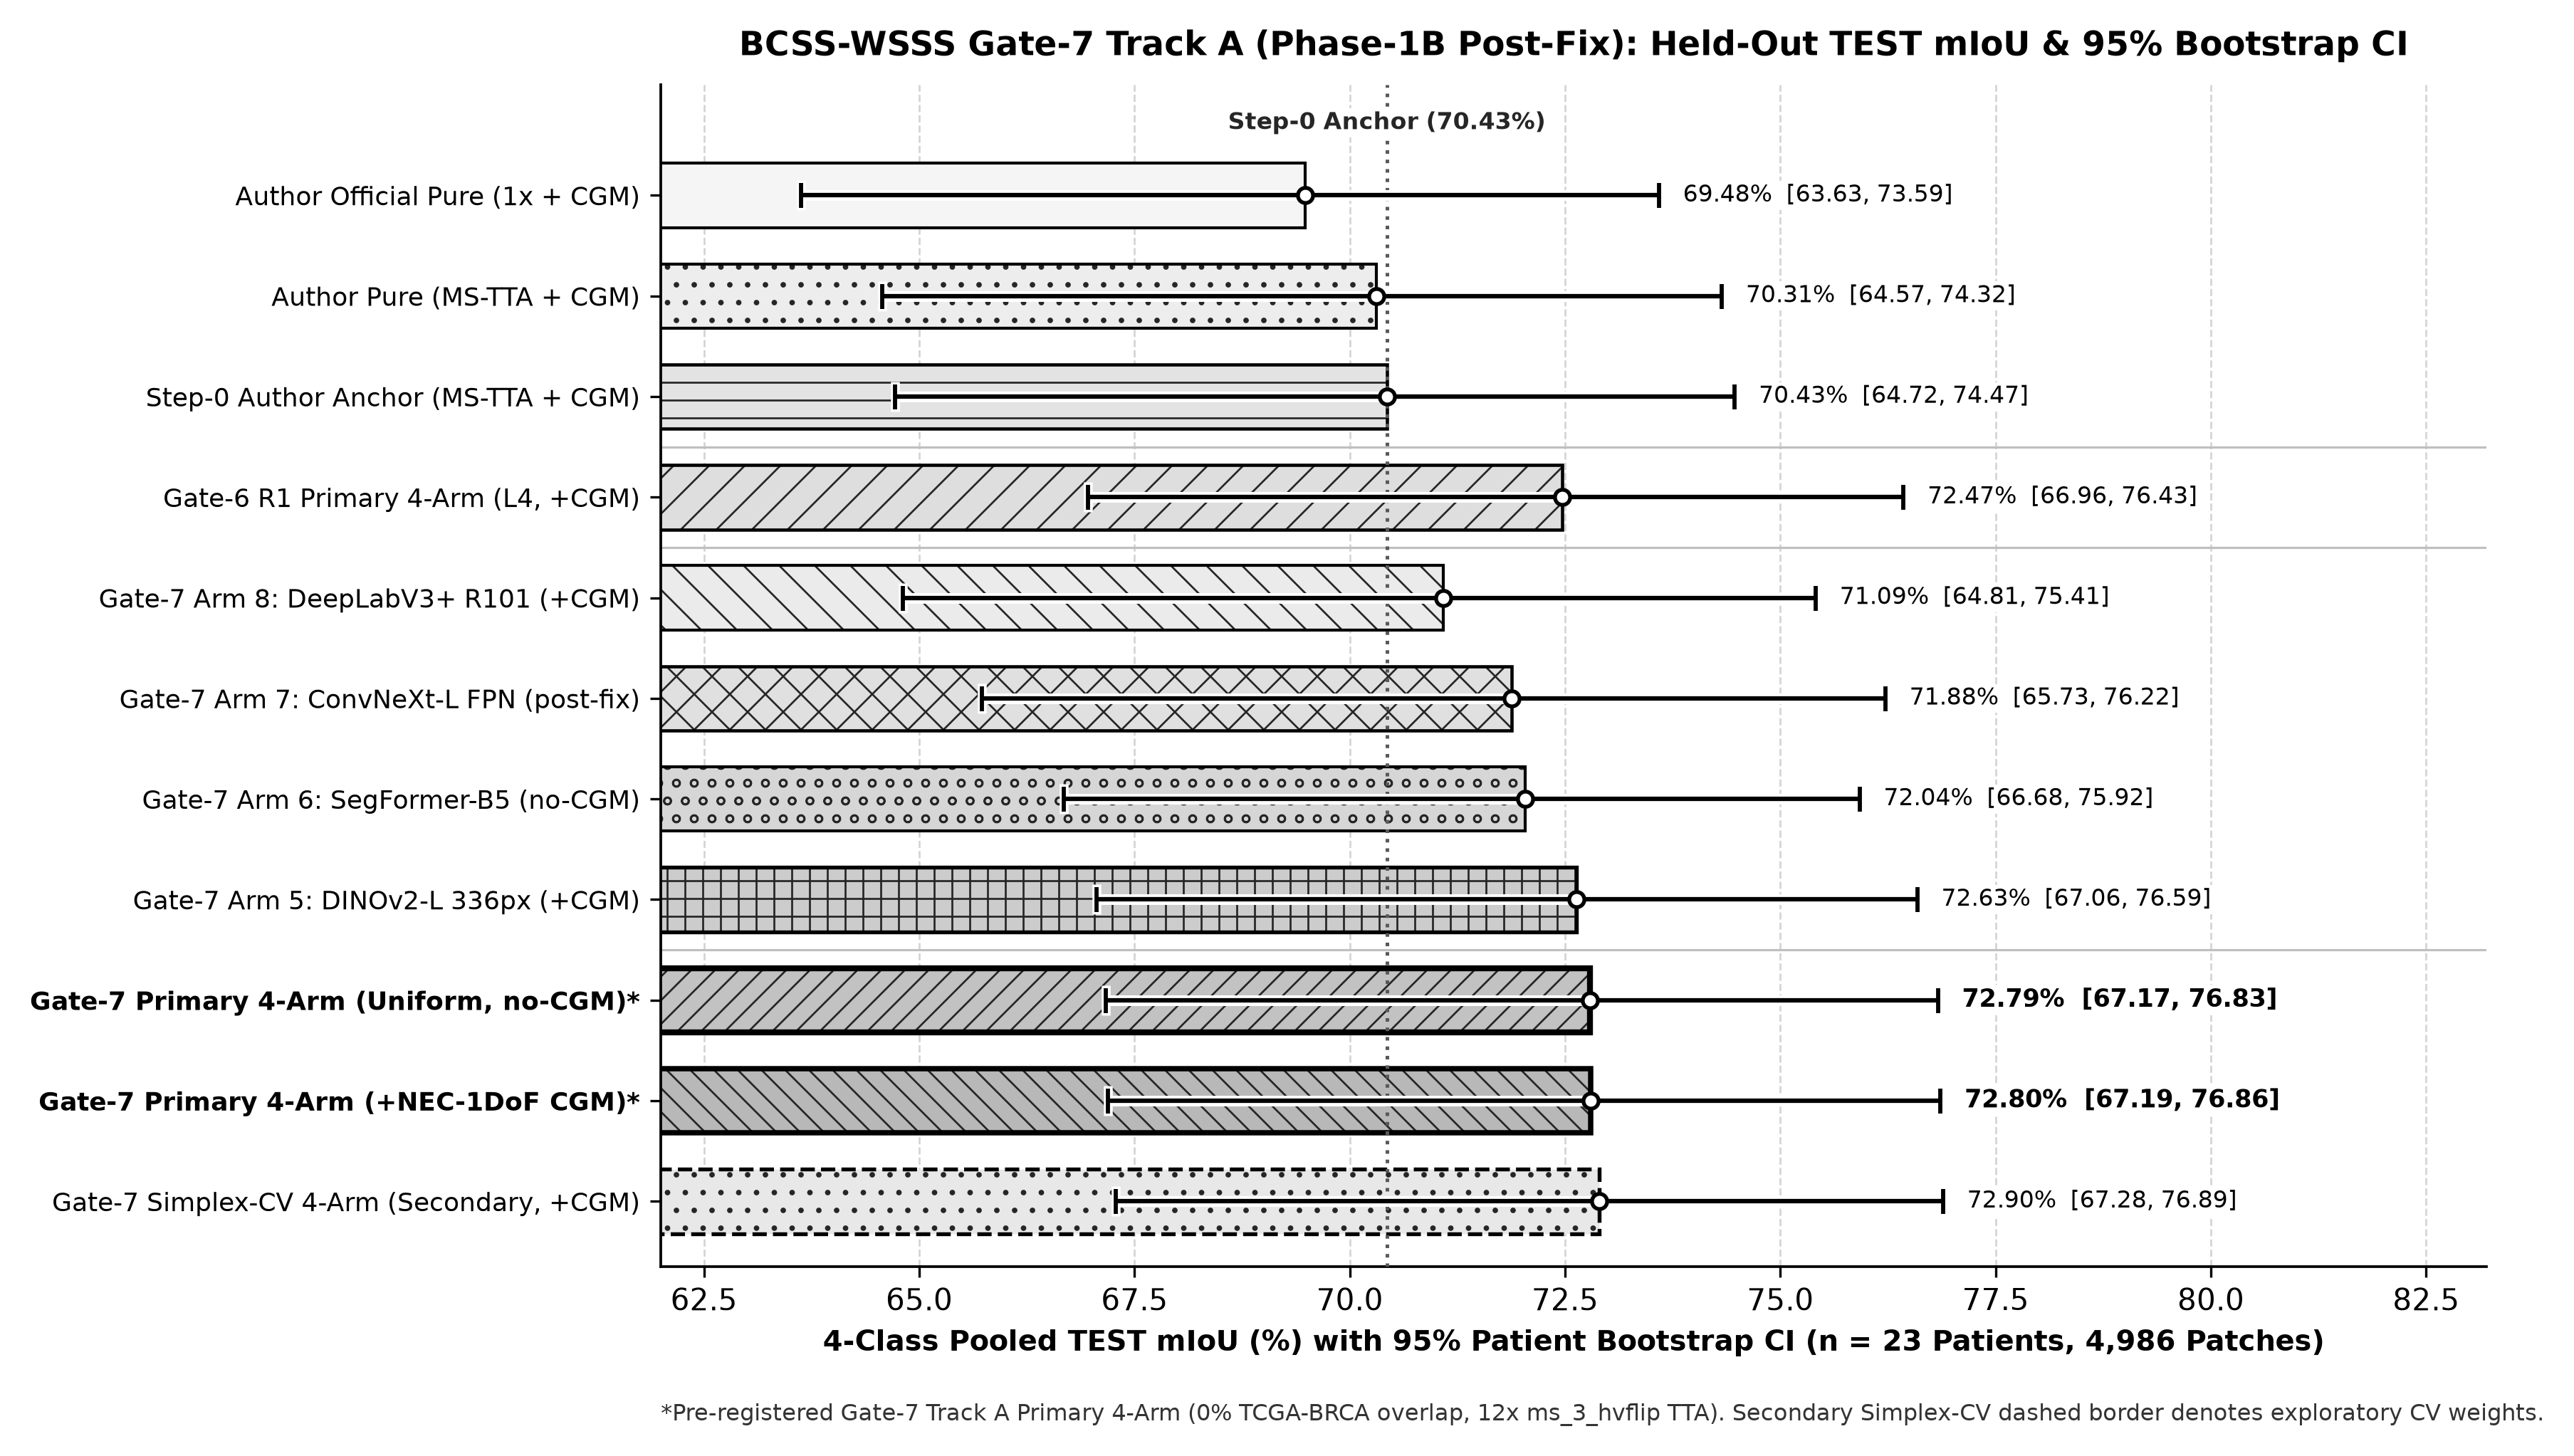 BCSS-WSSS Gate-7 Track A (Phase-1B Post-Fix): Held-Out TEST mIoU & 95% Bootstrap CI
Step-0 Anchor (70.43%)
Author Official Pure (1x + CGM) 69.48% [63.63, 73.59]
Author Pure (MS-TTA + CGM) 70.31% [64.57, 74.32]
Step-0 Author Anchor (MS-TTA + CGM) 70.43% [64.72, 74.47]
Gate-6 R1 Primary 4-Arm (L4, +CGM) 72.47% [66.96, 76.43]
Gate-7 Arm 8: DeepLabV3+ R101 (+CGM) 71.09% [64.81, 75.41]
Gate-7 Arm 7: ConvNeXt-L FPN (post-fix) 71.88% [65.73, 76.22]
Gate-7 Arm 6: SegFormer-B5 (no-CGM) 72.04% [66.68, 75.92]
Gate-7 Arm 5: DINOv2-L 336px (+CGM) 72.63% [67.06, 76.59]
Gate-7 Primary 4-Arm (Uniform, no-CGM)* 72.79% [67.17, 76.83]
Gate-7 Primary 4-Arm (+NEC-1DoF CGM)* 72.80% [67.19, 76.86]
Gate-7 Simplex-CV 4-Arm (Secondary, +CGM) 72.90% [67.28, 76.89]
62.5 65.0 67.5 70.0 72.5 75.0 77.5 80.0 82.5
4-Class Pooled TEST mIoU (%) with 95% Patient Bootstrap CI (n = 23 Patients, 4,986 Patches)
*Pre-registered Gate-7 Track A Primary 4-Arm (0% TCGA-BRCA overlap, 12x ms_3_hvflip TTA). Secondary Simplex-CV dashed border denotes exploratory CV weights.